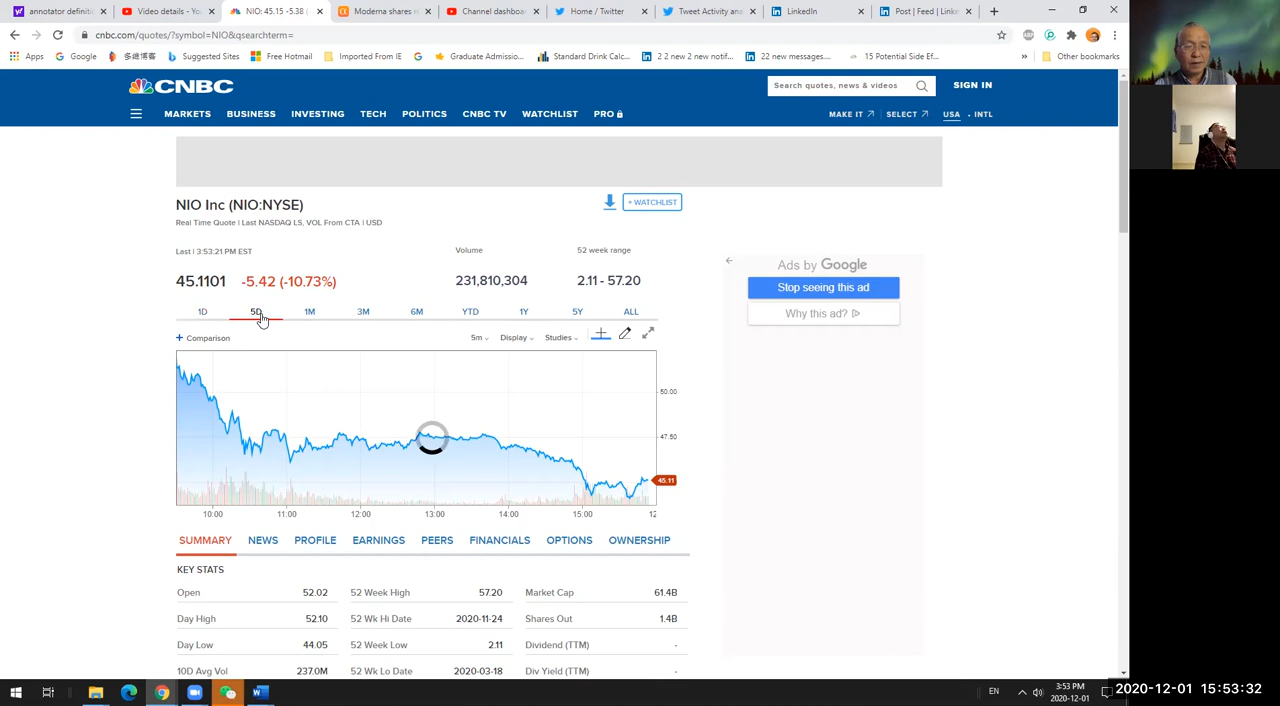 annotator definiti
Video details - You
NIO: 45.15 -5.38 (
Moderna shares r
Channel dashboa
Home / Twitter
Tweet Activity ana
LinkedIn
Post | Feed | Link
cnbc.com/quotes/?symbol=NIO&qsearchterm=
Apps
Google
多维博客
Suggested Sites
Free Hotmail
Imported From IE
Graduate Admissio...
Standard Drink Calc...
2 2 new 2 new notif...
22 new messages....
15 Potential Side Ef...
»
Other bookmarks
CNBC
Search quotes, news & videos
SIGN IN
MARKETS BUSINESS INVESTING TECH POLITICS CNBC TV WATCHLIST PRO
MAKE IT SELECT USA • INTL
NIO Inc (NIO:NYSE)
+ WATCHLIST
Real Time Quote | Last NASDAQ LS, VOL From CTA | USD
Last | 3:53:21 PM EST Volume 52 week range
45.1101 -5.42 (-10.73%) 231,810,304 2.11 - 57.20
1D 5D 1M 3M 6M YTD 1Y 5Y ALL
+ Comparison 5m Display Studies
50.00
47.50
45.11
10:00 11:00 12:00 13:00 14:00 15:00 12
Ads by Google
Stop seeing this ad
Why this ad?
SUMMARY NEWS PROFILE EARNINGS PEERS FINANCIALS OPTIONS OWNERSHIP
KEY STATS
Open 52.02 52 Week High 57.20 Market Cap 61.4B
Day High 52.10 52 Wk Hi Date 2020-11-24 Shares Out 1.4B
Day Low 44.05 52 Week Low 2.11 Dividend (TTM) -
10D Avg Vol 237.0M 52 Wk Lo Date 2020-03-18 Div Yield (TTM) -
EN
3:53 PM
2020-12-01
2020-12-01 15:53:32